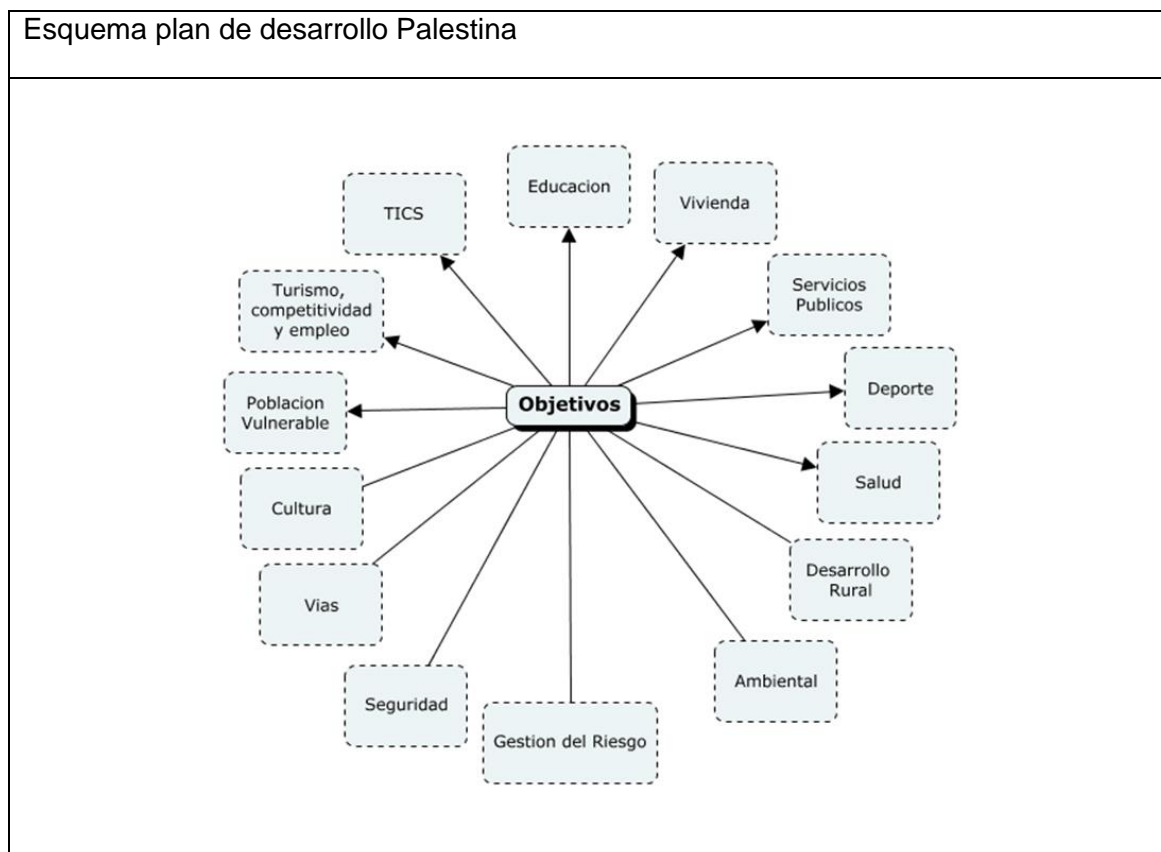 Esquema plan de desarrollo Palestina
Educacion
Vivienda
TICS
Servicios
Publicos
Turismo,
competitividad
y empleo
Deporte
Objetivos
Poblacion
Vulnerable
Salud
Cultura
Desarrollo
Rural
Vias
Ambiental
Seguridad
Gestion del Riesgo